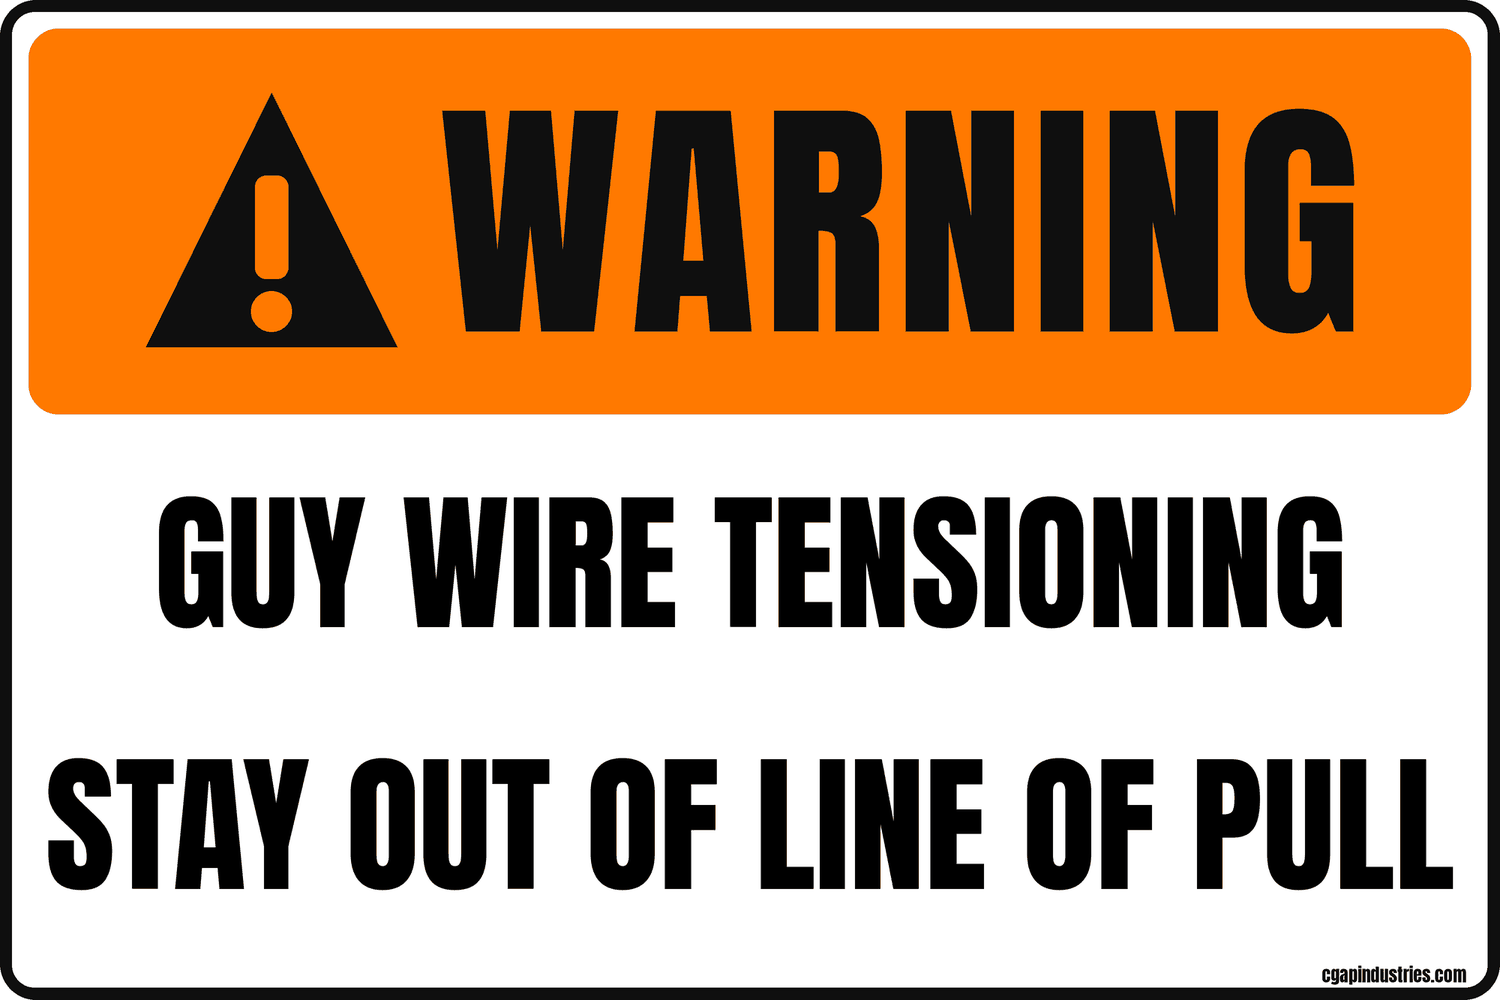 WARNING
GUY WIRE TENSIONING
STAY OUT OF LINE OF PULL
cgapindustries.com